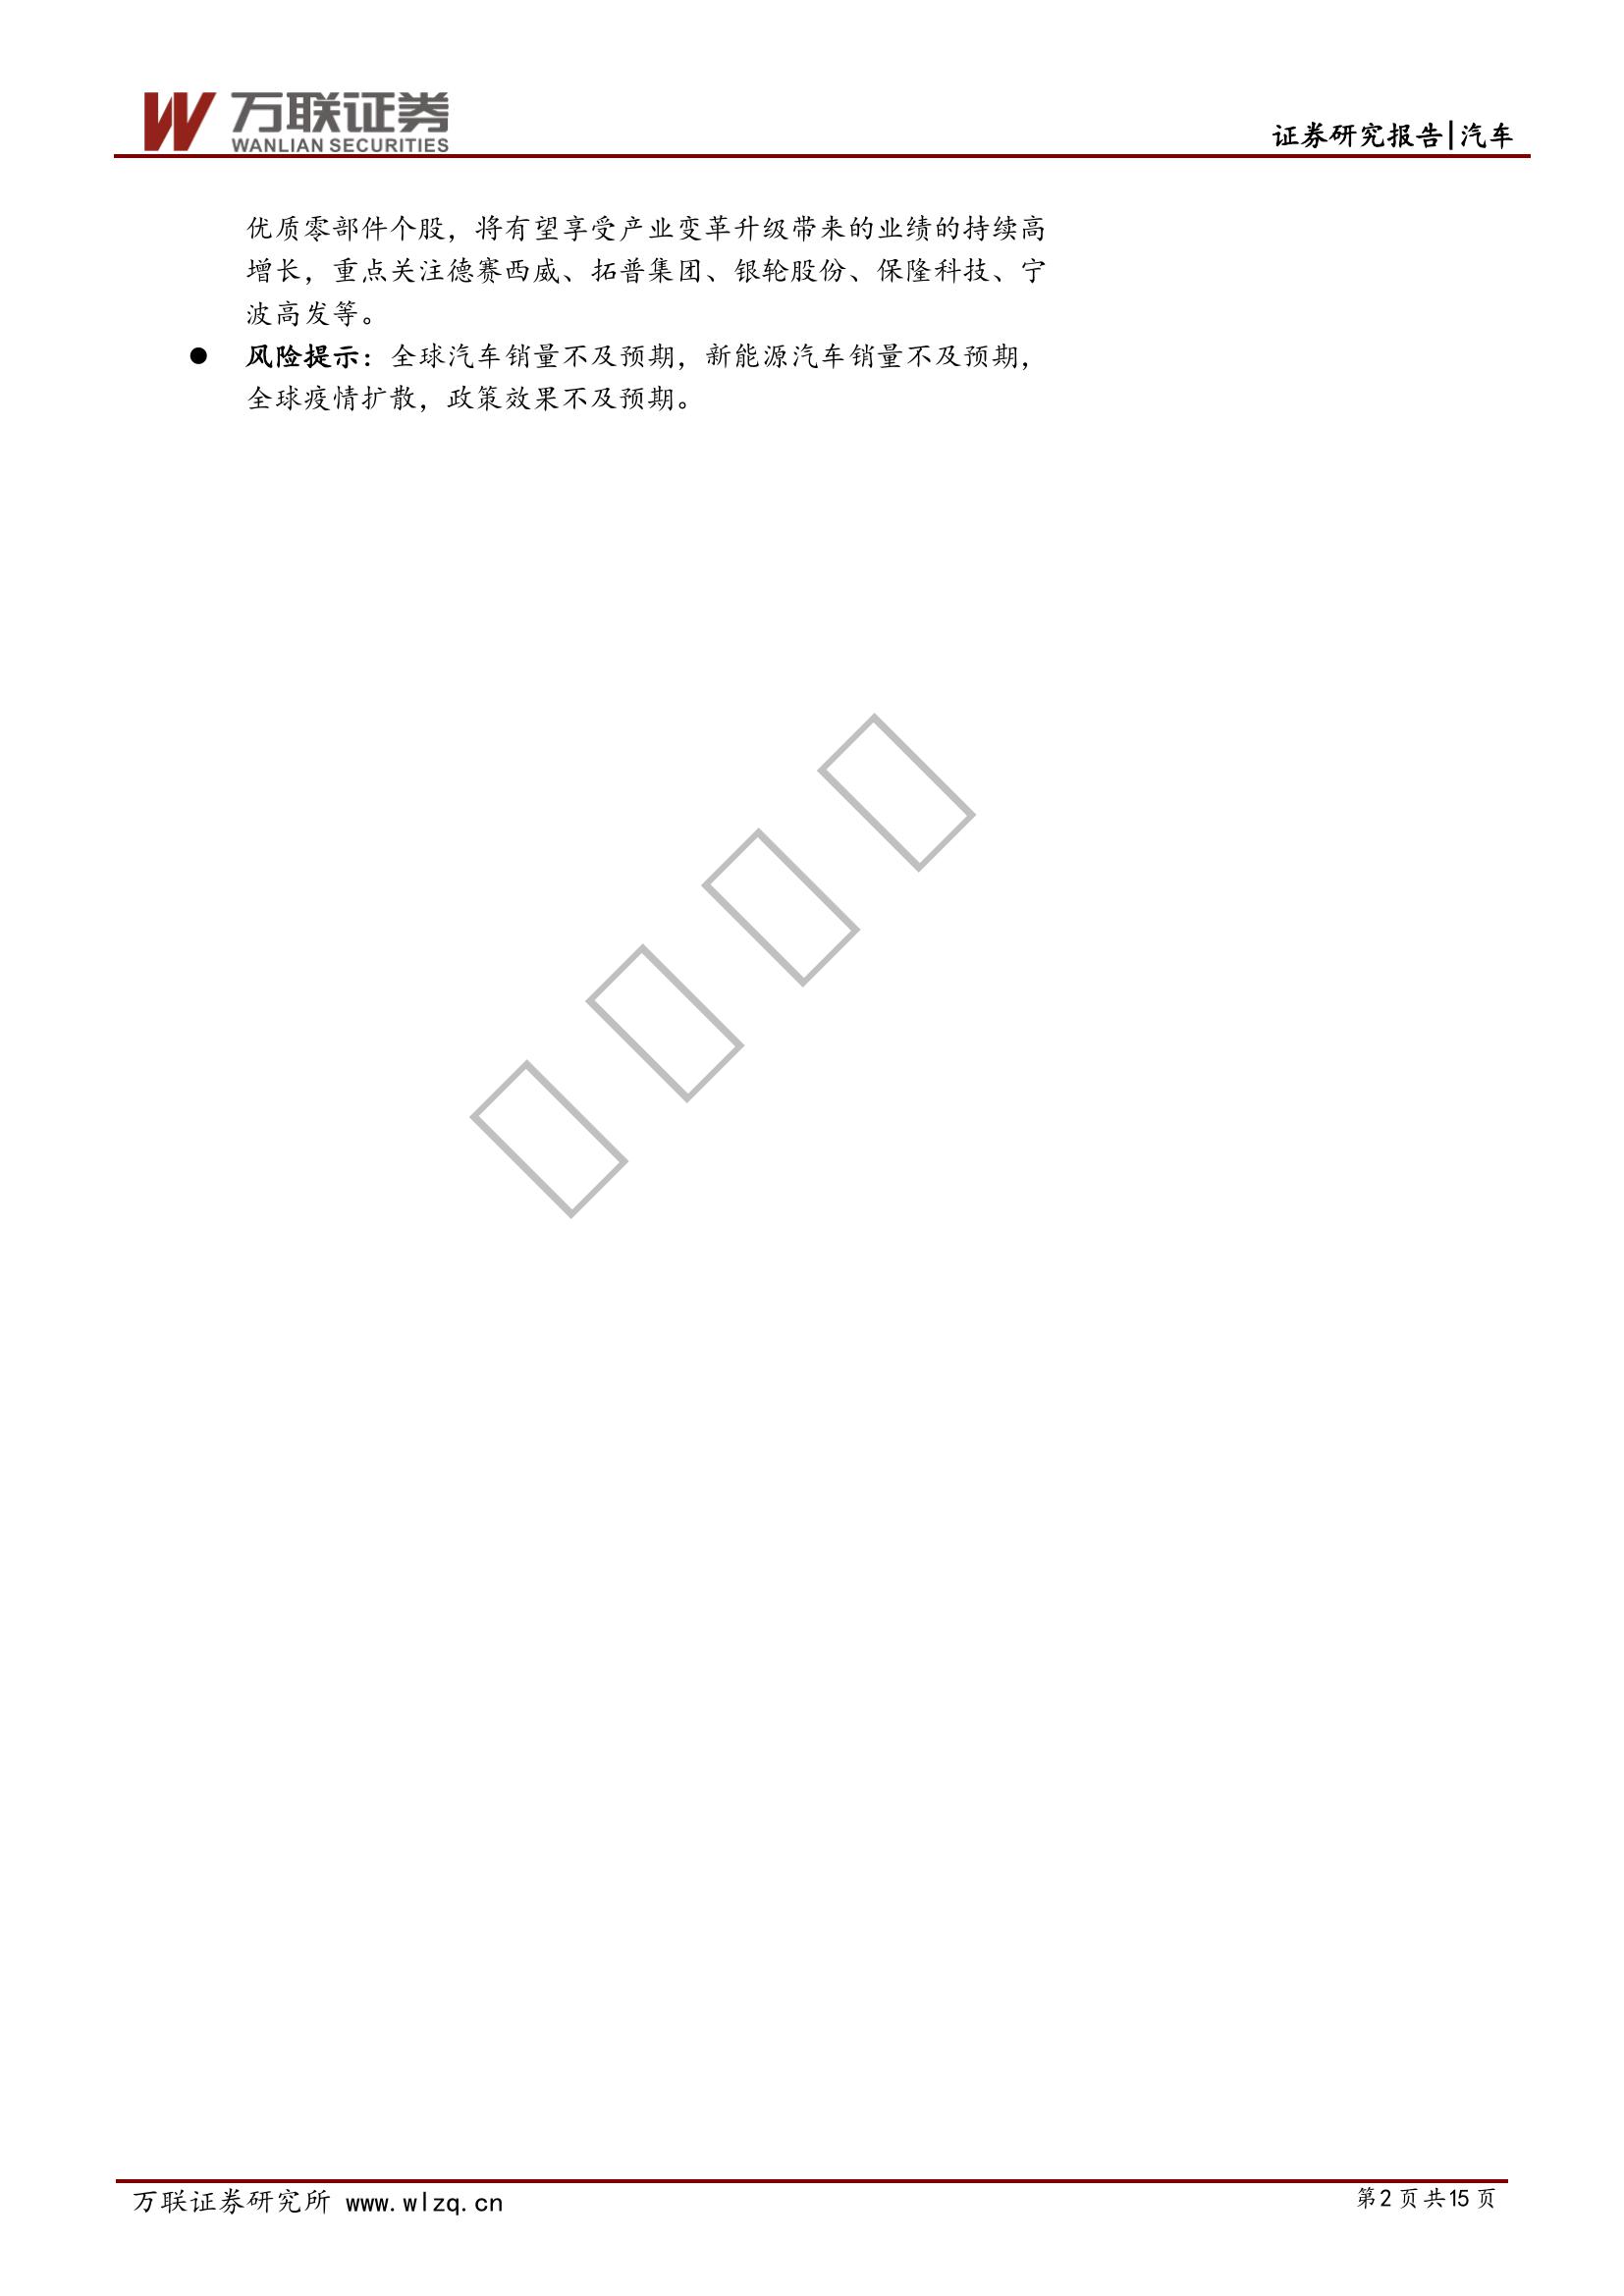 万联证券
WANLIAN SECURITIES
证券研究报告|汽车
优质零部件个股，将有望享受产业变革升级带来的业绩的持续高
增长，重点关注德赛西威、拓普集团、银轮股份、保隆科技、宁
波高发等。
● 风险提示：全球汽车销量不及预期，新能源汽车销量不及预期，
全球疫情扩散，政策效果不及预期。
万联证券研究所 www.wlzq.cn
第2页共15页